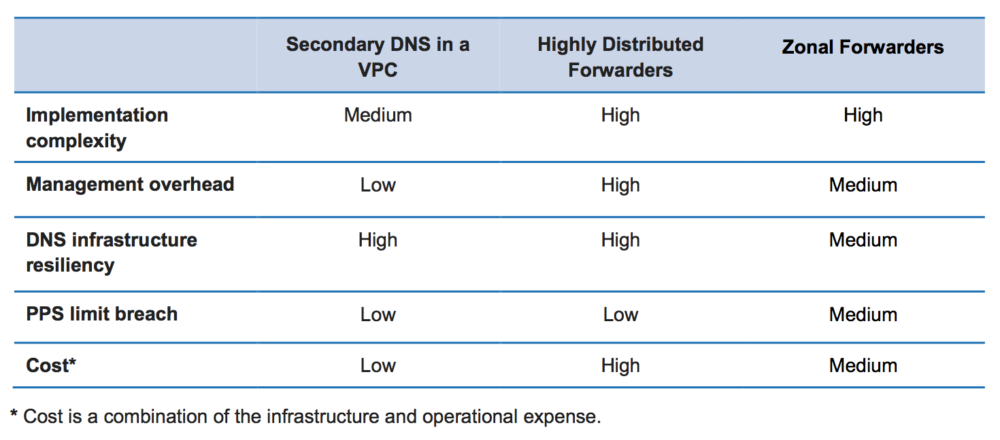 Secondary DNS in a VPC Highly Distributed Forwarders Zonal Forwarders
Implementation complexity Medium High High
Management overhead Low High Medium
DNS infrastructure resiliency High High Medium
PPS limit breach Low Low Medium
Cost* Low High Medium
* Cost is a combination of the infrastructure and operational expense.